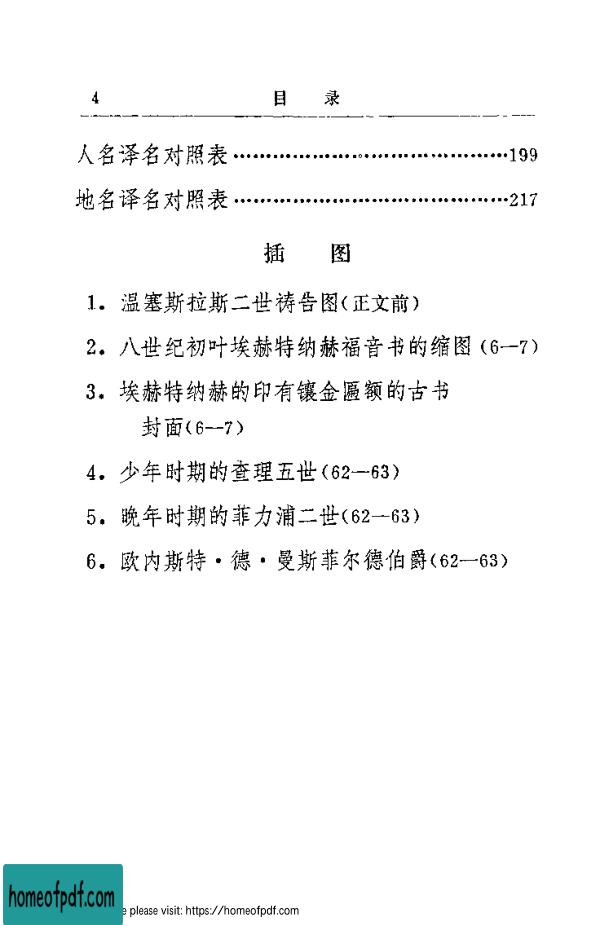 4 目 录
人名译名对照表……………………………………199
地名译名对照表……………………………………217
插 图
1. 温塞斯拉斯二世祷告图(正文前)
2. 八世纪初叶埃赫特纳赫福音书的缩图(6—7)
3. 埃赫特纳赫的印有镶金匾额的古书
封面(6—7)
4. 少年时期的查理五世(62—63)
5. 晚年时期的菲力浦二世(62—63)
6. 欧内斯特·德·曼斯菲尔德伯爵(62—63)
homeofpdf.com
e please visit: https://homeofpdf.com